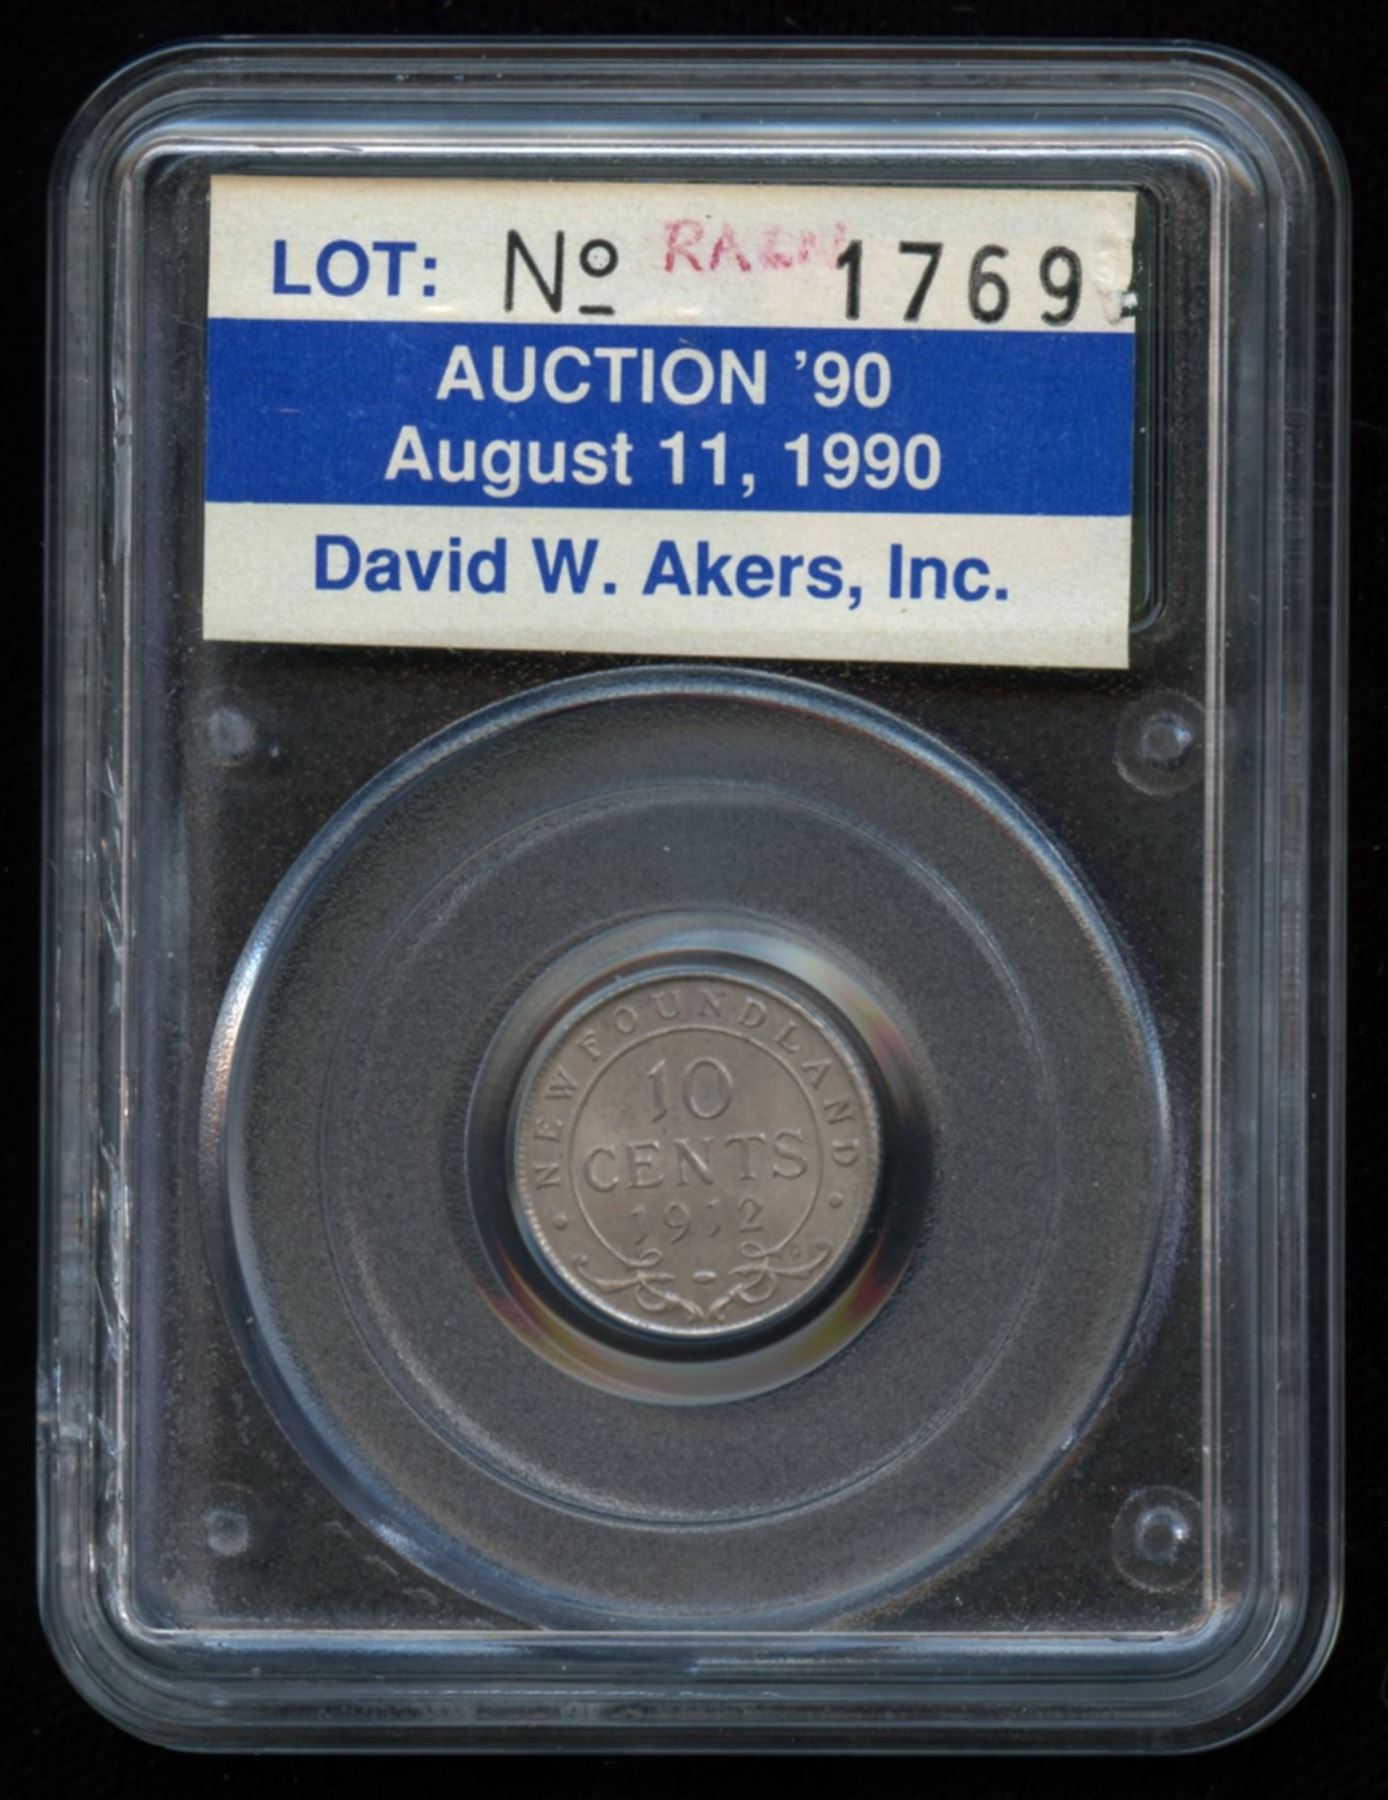 LOT: Nº 1769
AUCTION '90
August 11, 1990
David W. Akers, Inc.
• NEWFOUNDLAND •
10
CENTS
1912